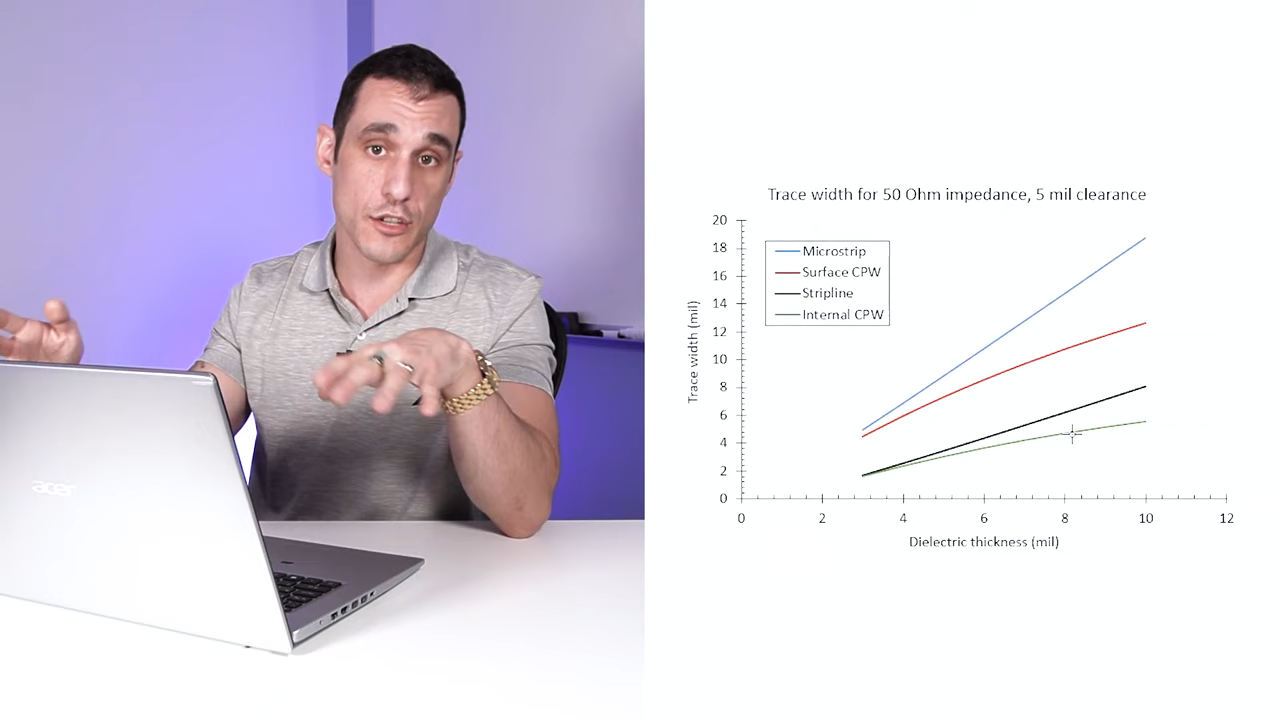 acer
Trace width for 50 Ohm impedance, 5 mil clearance
Trace width (mil)
20
18
16
14
12
10
8
6
4
2
0
Microstrip
Surface CPW
Stripline
Internal CPW
0 2 4 6 8 10 12
Dielectric thickness (mil)